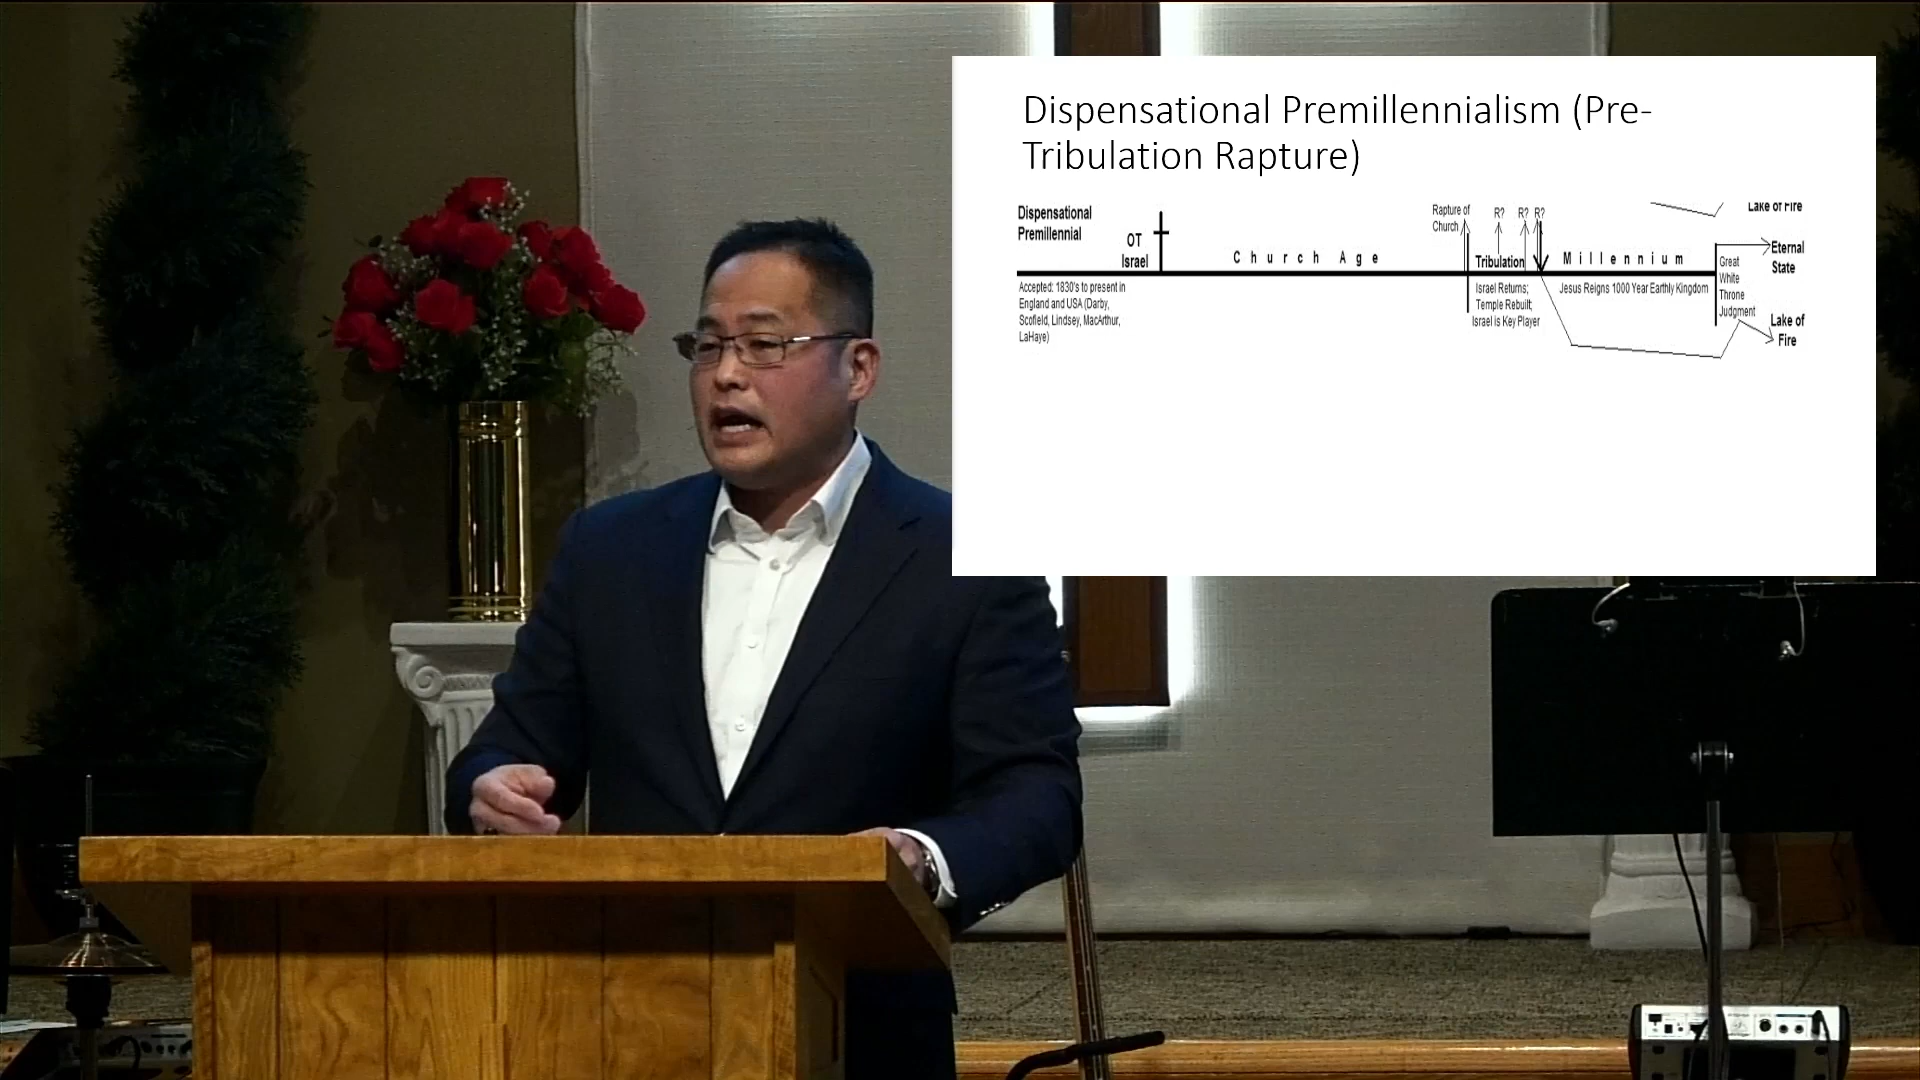 Dispensational Premillennialism (Pre-
Tribulation Rapture)
Dispensational
Premillennial
OT
Israel
Church Age
Rapture of
Church
R? R? R?
Tribulation
Millennium
Lake of Fire
Eternal
State
Great
White
Throne
Judgment
Lake of
Fire
Accepted: 1830's to present in
England and USA (Darby,
Scofield, Lindsey, MacArthur,
LaHaye)
Israel Returns;
Temple Rebuilt;
Israel is Key Player
Jesus Reigns 1000 Year Earthly Kingdom